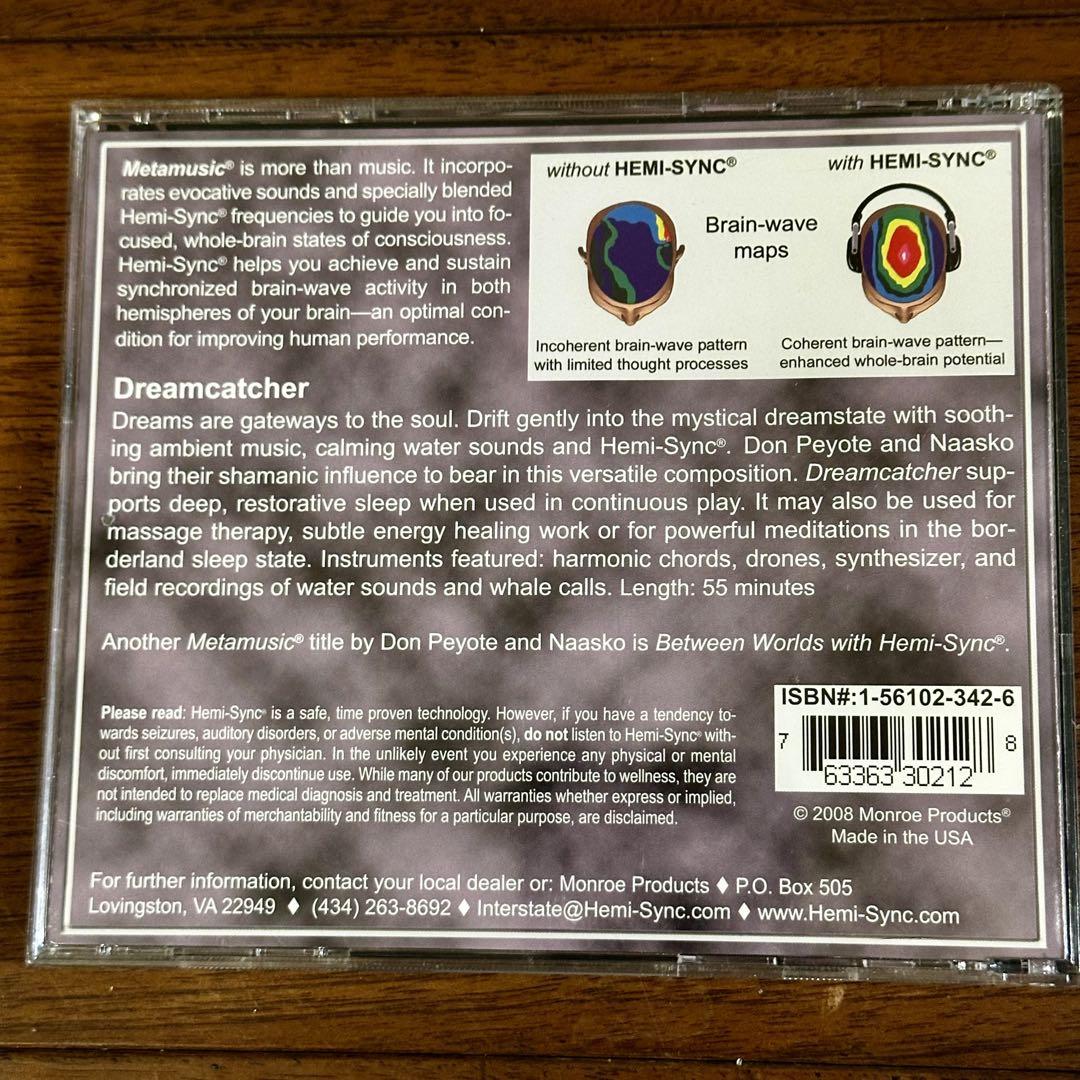 Metamusic® is more than music. It incorpo-
rates evocative sounds and specially blended
Hemi-Sync® frequencies to guide you into fo-
cused, whole-brain states of consciousness.
Hemi-Sync® helps you achieve and sustain
synchronized brain-wave activity in both
hemispheres of your brain—an optimal con-
dition for improving human performance.
without HEMI-SYNC®
with HEMI-SYNC®
Brain-wave
maps
Incoherent brain-wave pattern
with limited thought processes
Coherent brain-wave pattern—
enhanced whole-brain potential
Dreamcatcher
Dreams are gateways to the soul. Drift gently into the mystical dreamstate with sooth-
ing ambient music, calming water sounds and Hemi-Sync®. Don Peyote and Naasko
bring their shamanic influence to bear in this versatile composition. Dreamcatcher sup-
ports deep, restorative sleep when used in continuous play. It may also be used for
massage therapy, subtle energy healing work or for powerful meditations in the bor-
derland sleep state. Instruments featured: harmonic chords, drones, synthesizer, and
field recordings of water sounds and whale calls. Length: 55 minutes
Another Metamusic® title by Don Peyote and Naasko is Between Worlds with Hemi-Sync®.
Please read: Hemi-Sync® is a safe, time proven technology. However, if you have a tendency to-
wards seizures, auditory disorders, or adverse mental condition(s), do not listen to Hemi-Sync® with-
out first consulting your physician. In the unlikely event you experience any physical or mental
discomfort, immediately discontinue use. While many of our products contribute to wellness, they are
not intended to replace medical diagnosis and treatment. All warranties whether express or implied,
including warranties of merchantability and fitness for a particular purpose, are disclaimed.
ISBN#:1-56102-342-6
7 63363 30212 8
© 2008 Monroe Products®
Made in the USA
For further information, contact your local dealer or: Monroe Products ♦ P.O. Box 505
Lovingston, VA 22949 ♦ (434) 263-8692 ♦ Interstate@Hemi-Sync.com ♦ www.Hemi-Sync.com